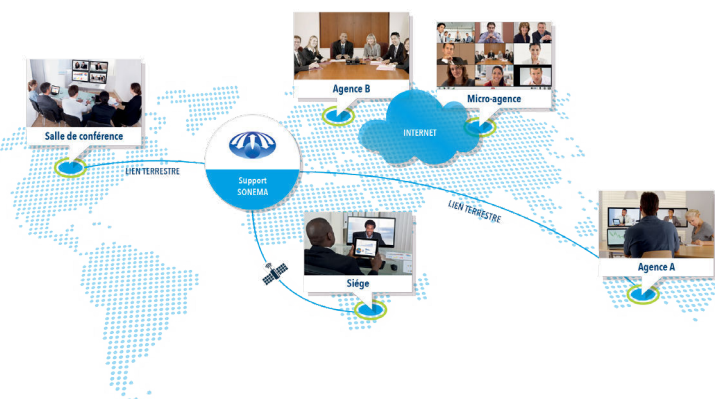 Agence B
Micro-agence
Salle de conférence
INTERNET
LIEN TERRESTRE
Support
SONEMA
LIEN TERRESTRE
Agence A
Siége